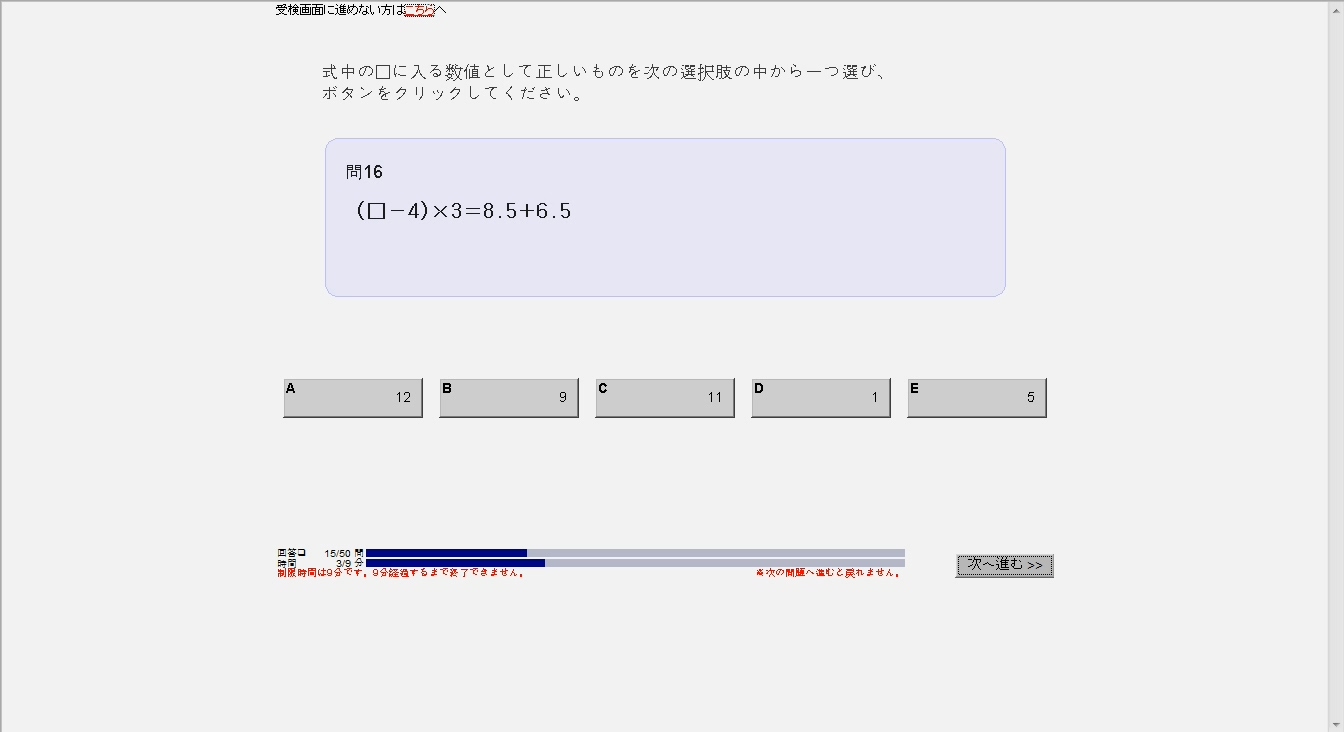 受検画面に進めない方はこちらへ
式中の□に入る数値として正しいものを次の選択肢の中から一つ選び、
ボタンをクリックしてください。
問16
(□－4)×3＝8.5＋6.5
A 12
B 9
C 11
D 1
E 5
回答□ 15/50 問
時間 3/9 分
制限時間は9分です。9分経過するまで終了できません。
※次の問題へ進むと戻れません。
次へ進む >>